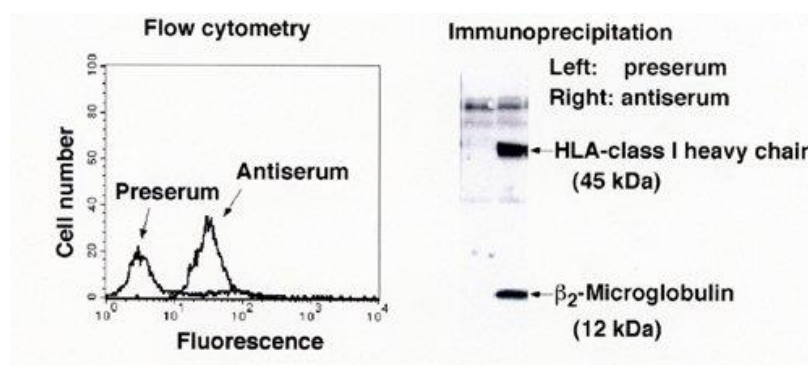 Flow cytometry
100
80
60
40
20
0
Cell number
Preserum
Antiserum
10^0 10^1 10^2 10^3 10^4
Fluorescence
Immunoprecipitation
Left: preserum
Right: antiserum
HLA-class I heavy chain
(45 kDa)
β₂-Microglobulin
(12 kDa)